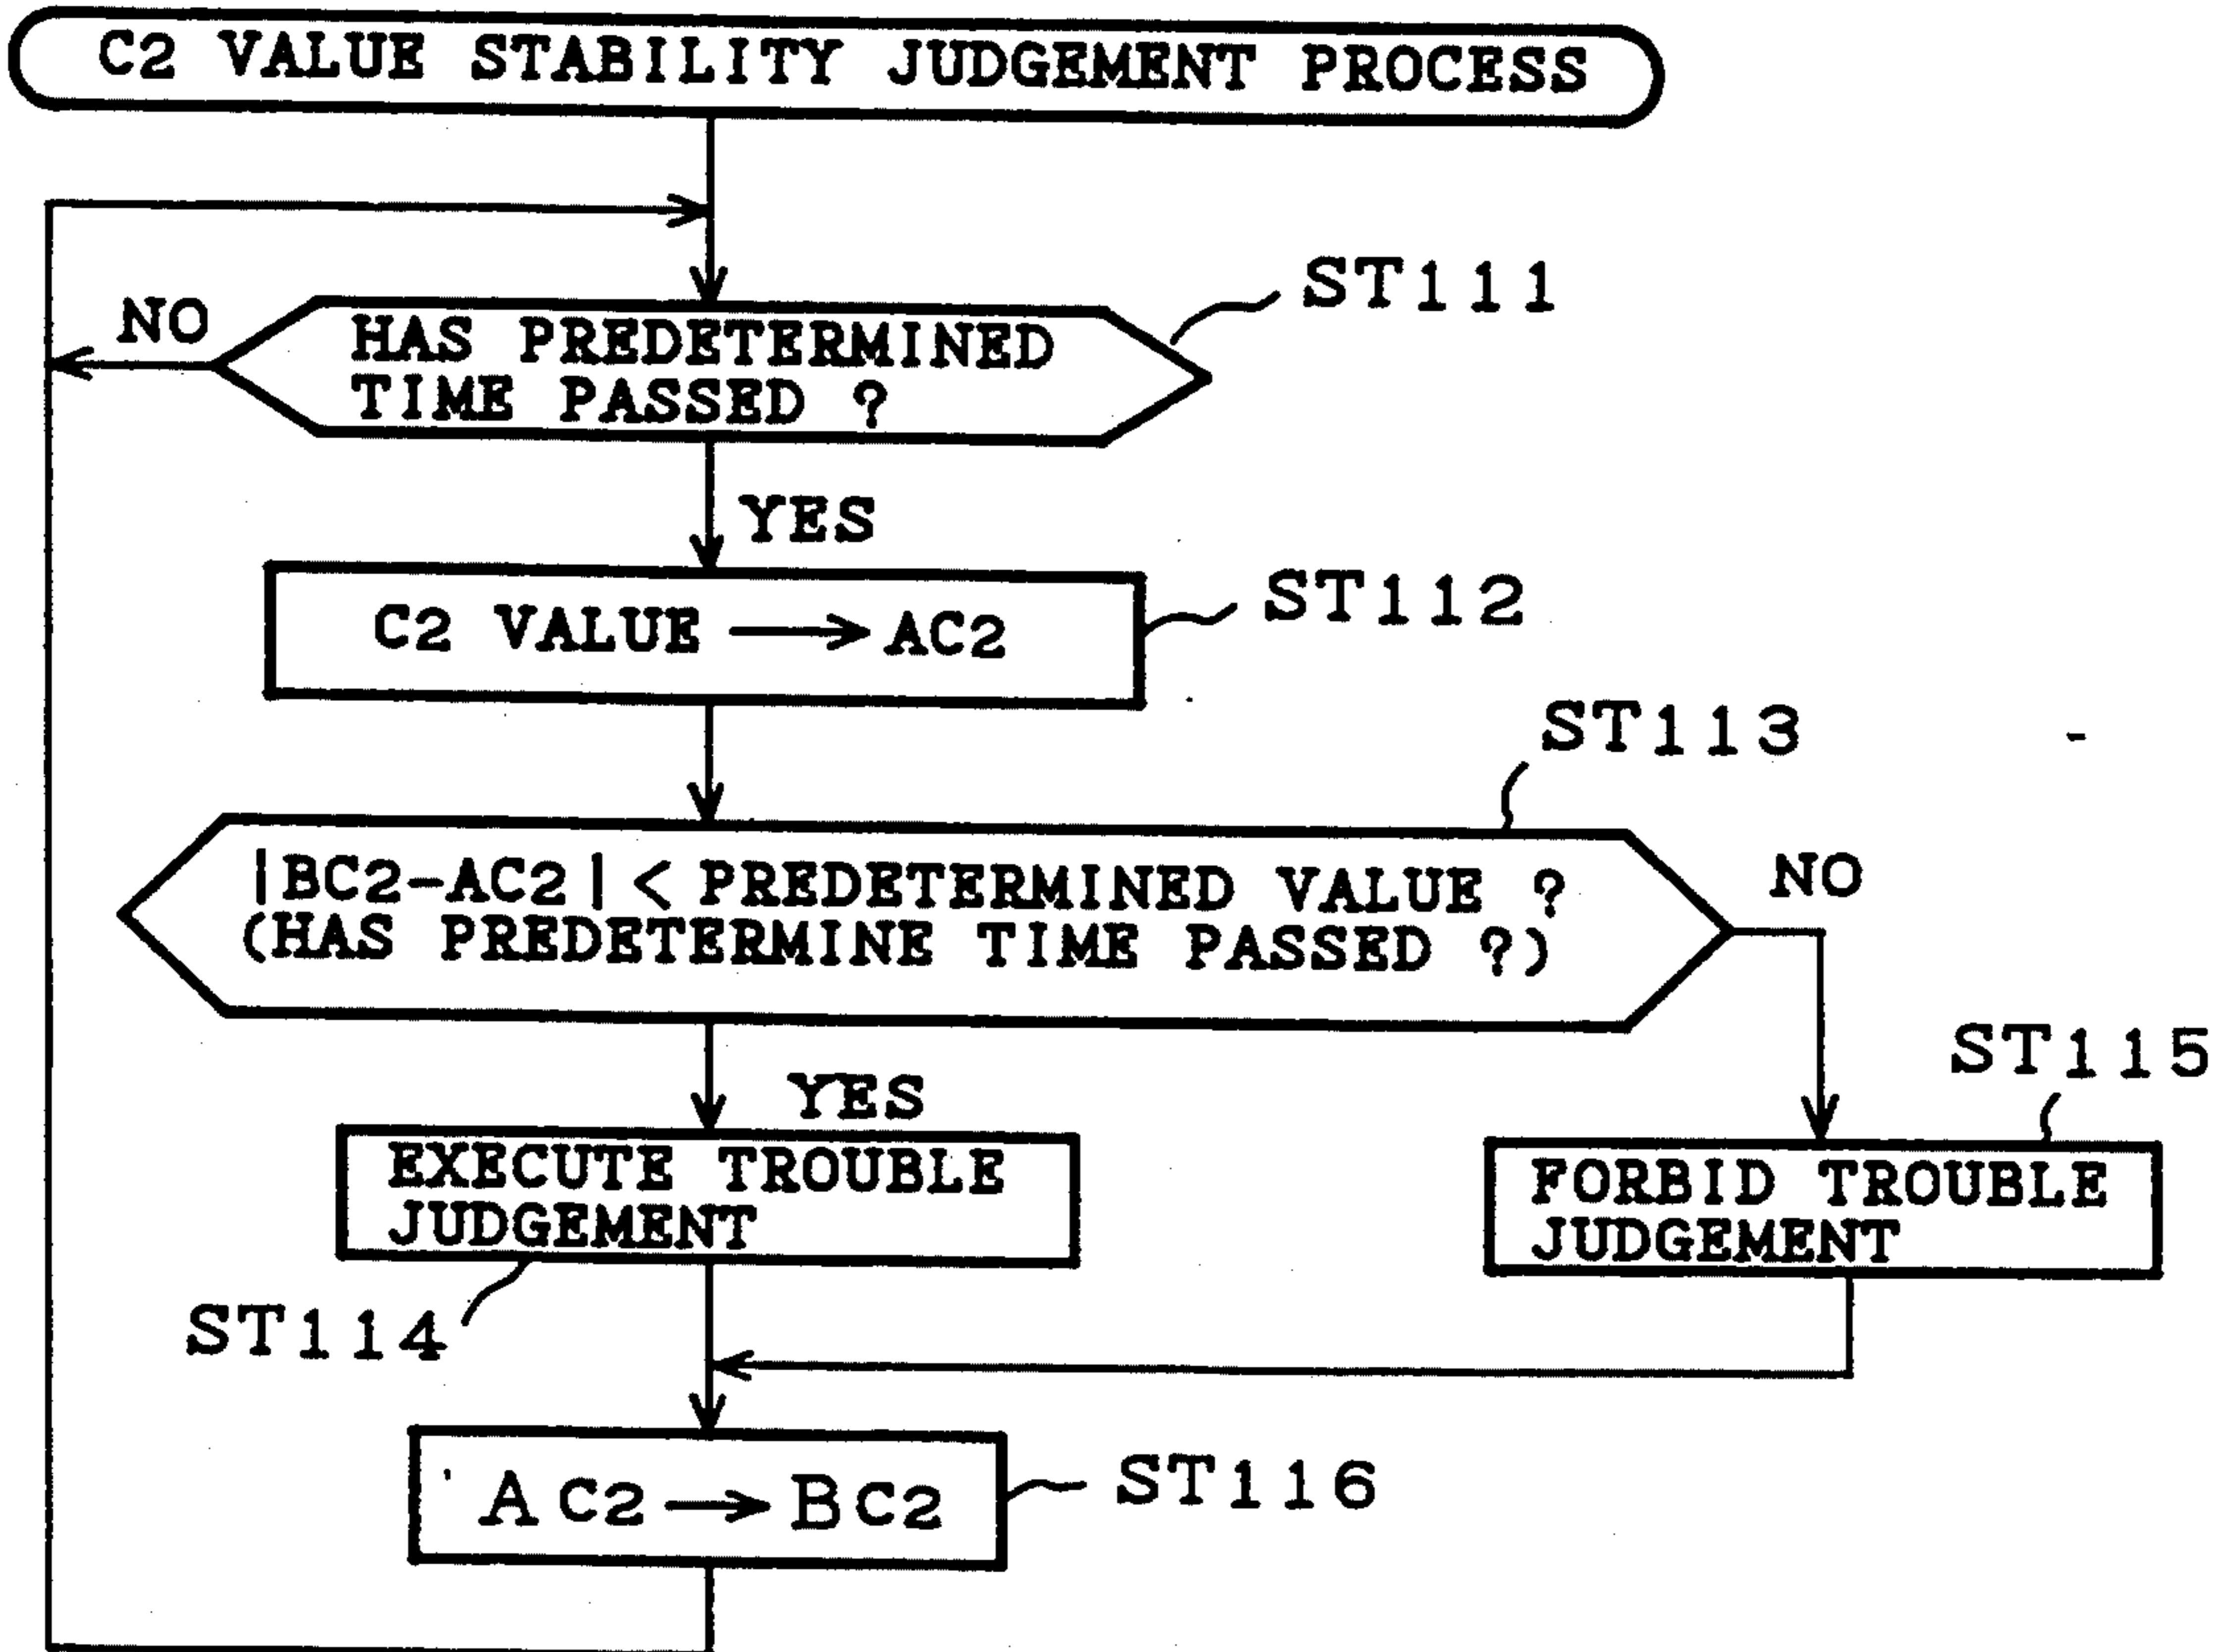 C2 VALUE STABILITY JUDGEMENT PROCESS
ST111
NO
HAS PREDETERMINED
TIME PASSED ?
YES
ST112
C2 VALUE → AC2
ST113
|BC2-AC2| < PREDETERMINED VALUE ?
(HAS PREDETERMINE TIME PASSED ?)
NO
YES
ST115
EXECUTE TROUBLE
JUDGEMENT
FORBID TROUBLE
JUDGEMENT
ST114
AC2 → BC2
ST116